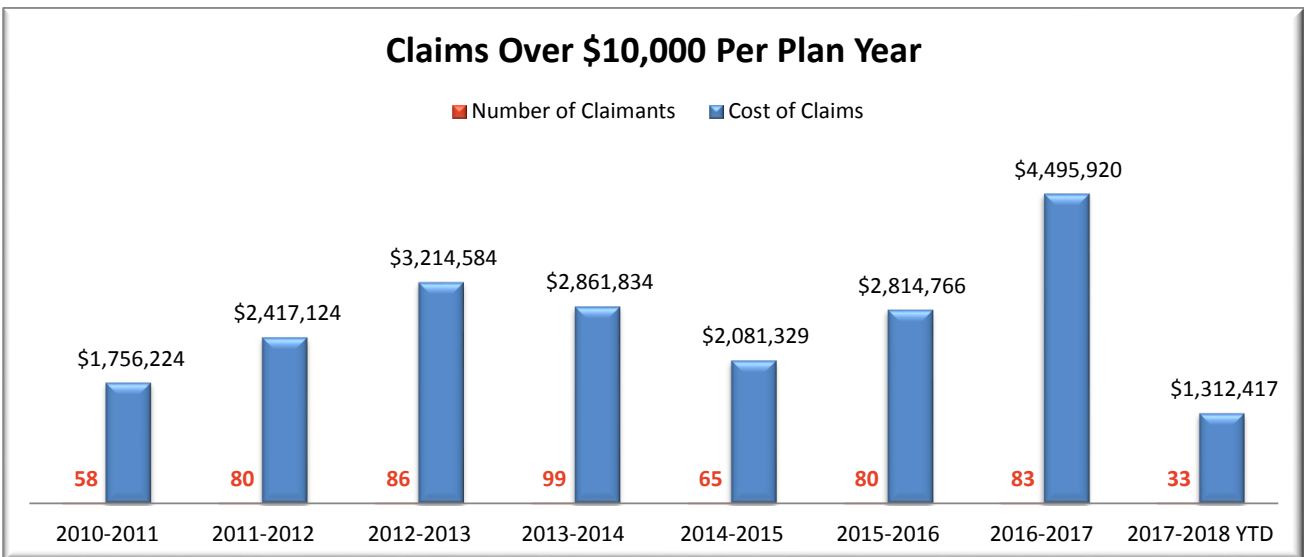 Claims Over $10,000 Per Plan Year
Number of Claimants Cost of Claims
$4,495,920
$3,214,584
$2,861,834
$2,814,766
$2,417,124
$2,081,329
$1,756,224
$1,312,417
58 80 86 99 65 80 83 33
2010-2011 2011-2012 2012-2013 2013-2014 2014-2015 2015-2016 2016-2017 2017-2018 YTD